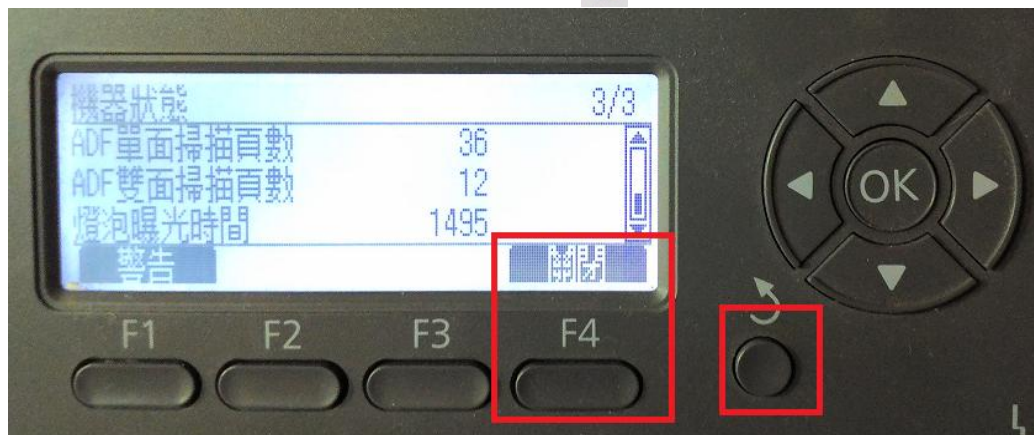 機器狀態 3/3
ADF單面掃描頁數 36
ADF雙面掃描頁數 12
燈泡曝光時間 1495
警告 關閉
F1 F2 F3 F4
OK